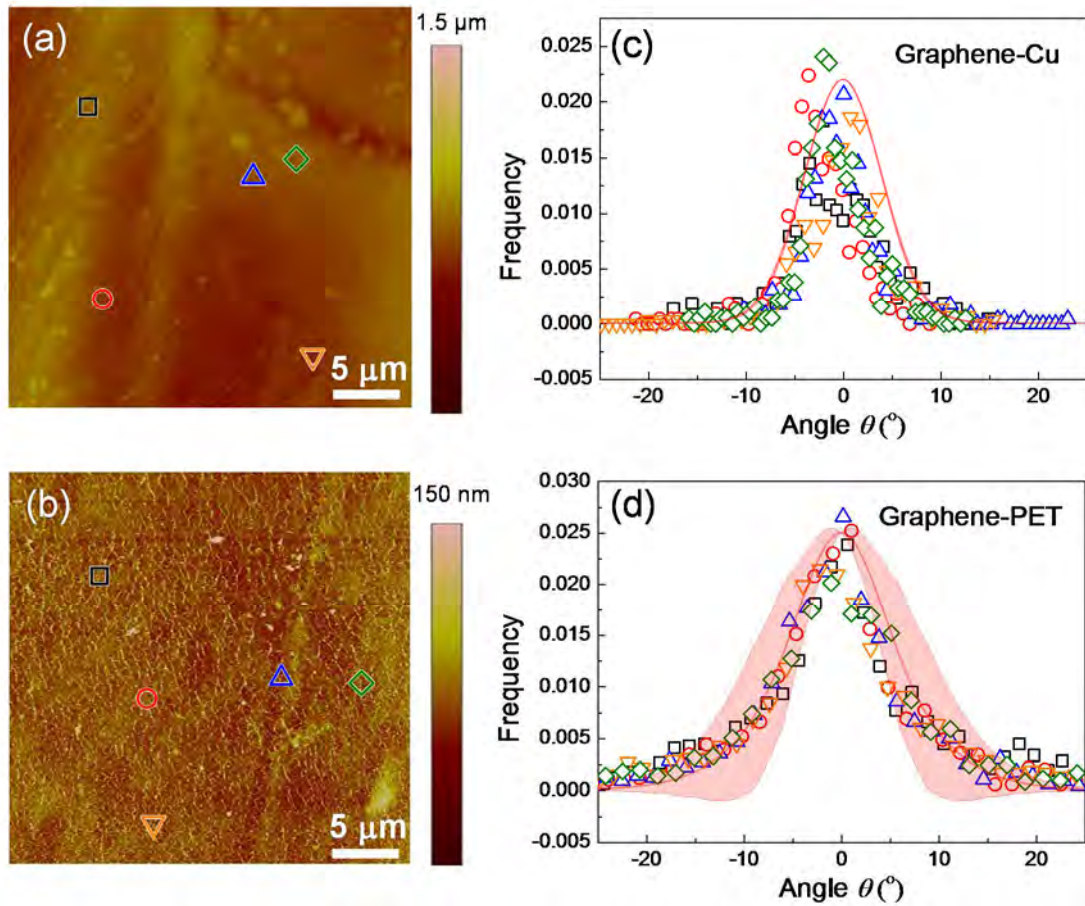 (a)
1.5 μm
5 μm
(c)
Graphene-Cu
0.025
0.020
0.015
0.010
0.005
0.000
-0.005
Frequency
-20
-10
0
10
20
Angle θ(°)
(b)
150 nm
5 μm
(d)
Graphene-PET
0.030
0.025
0.020
0.015
0.010
0.005
0.000
-0.005
Frequency
-20
-10
0
10
20
Angle θ(°)